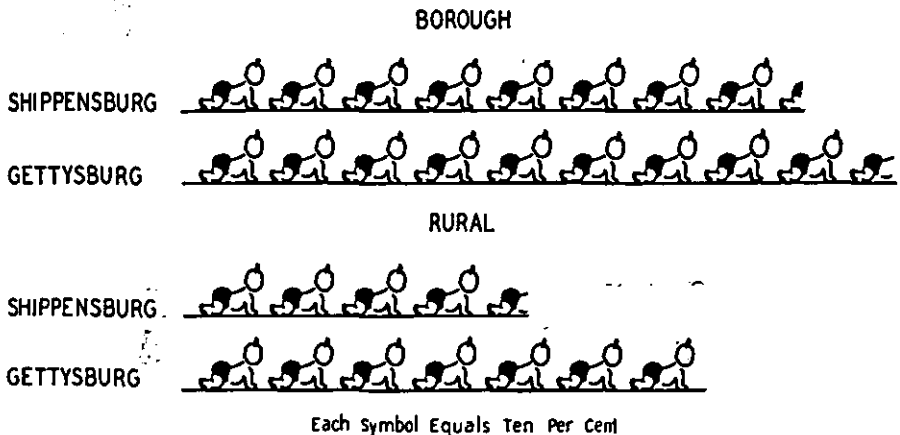 BOROUGH
SHIPPENSBURG
GETTYSBURG
RURAL
SHIPPENSBURG
GETTYSBURG
Each Symbol Equals Ten Per Cent